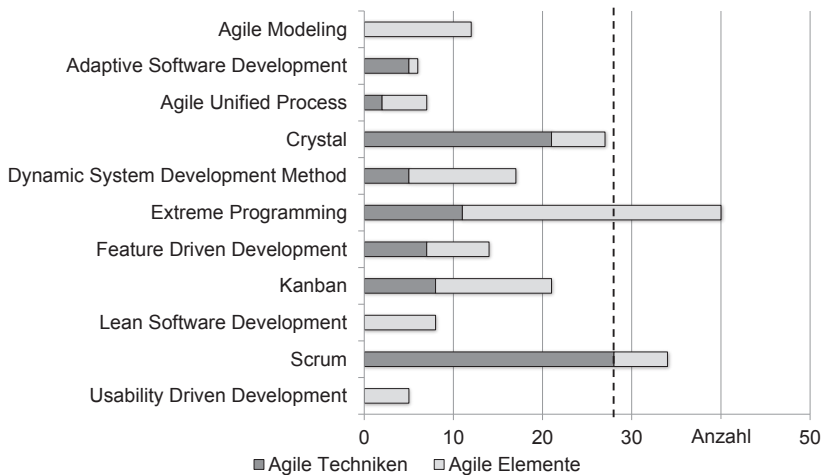 Agile Modeling
Adaptive Software Development
Agile Unified Process
Crystal
Dynamic System Development Method
Extreme Programming
Feature Driven Development
Kanban
Lean Software Development
Scrum
Usability Driven Development
0 10 20 30 Anzahl 50
Agile Techniken Agile Elemente